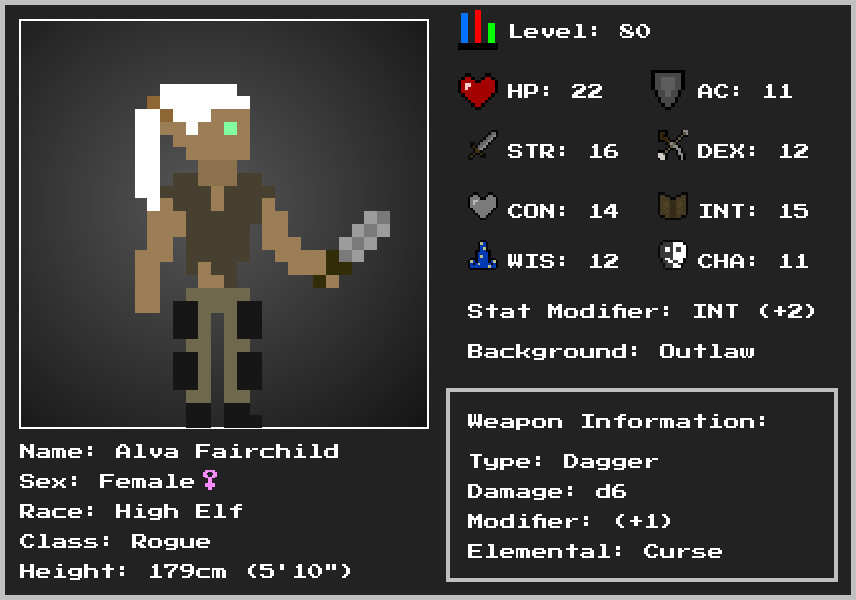 Level: 80
HP: 22 AC: 11
STR: 16 DEX: 12
CON: 14 INT: 15
WIS: 12 CHA: 11
Stat Modifier: INT (+2)
Background: Outlaw
Name: Alva Fairchild
Sex: Female♀
Race: High Elf
Class: Rogue
Height: 179cm (5'10")
Weapon Information:
Type: Dagger
Damage: d6
Modifier: (+1)
Elemental: Curse